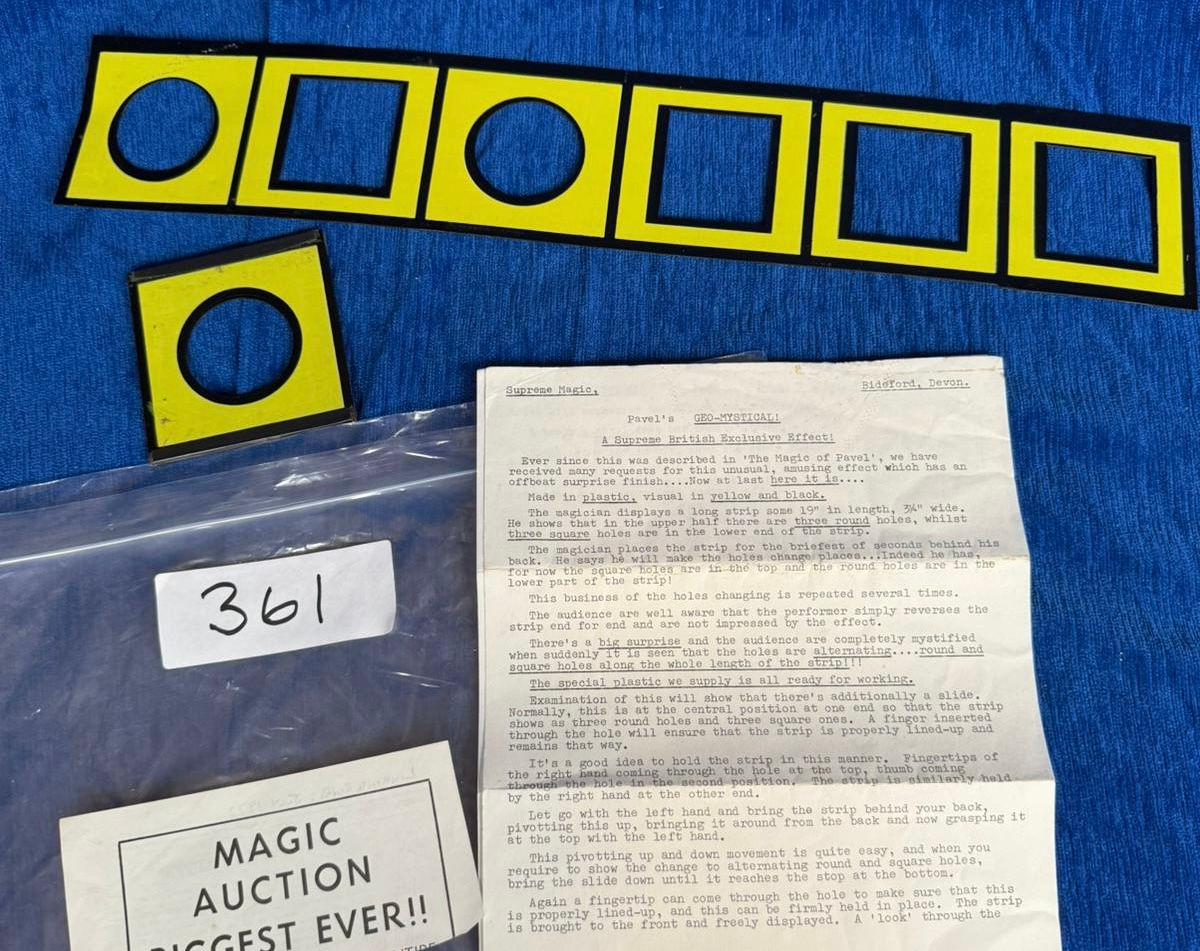 Supreme Magic, Bideford, Devon.
Pavel's GEO-MYSTICAL!
A Supreme British Exclusive Effect!
Ever since this was described in 'The Magic of Pavel', we have
received many requests for this unusual, amusing effect which has an
offbeat surprise finish....Now at last here it is....
Made in plastic, visual in yellow and black.
The magician displays a long strip some 19" in length, 3¼" wide.
He shows that in the upper half there are three round holes, whilst
three square holes are in the lower end of the strip.
The magician places the strip for the briefest of seconds behind his
back. He says he will make the holes change places...Indeed he has,
for now the square holes are in the top and the round holes are in the
lower part of the strip!
This business of the holes changing is repeated several times.
The audience are well aware that the performer simply reverses the
strip end for end and are not impressed by the effect.
There's a big surprise and the audience are completely mystified
when suddenly it is seen that the holes are alternating....round and
square holes along the whole length of the strip!!!
The special plastic we supply is all ready for working.
Examination of this will show that there's additionally a slide.
Normally, this is at the central position at one end so that the strip
shows as three round holes and three square ones. A finger inserted
through the hole will ensure that the strip is properly lined-up and
remains that way.
It's a good idea to hold the strip in this manner. Fingertips of
the right hand coming through the hole at the top, thumb coming
through the hole in the second position. The strip is similarly held
by the right hand at the other end.
Let go with the left hand and bring the strip behind your back,
pivotting this up, bringing it around from the back and now grasping it
at the top with the left hand.
This pivotting up and down movement is quite easy, and when you
require to show the change to alternating round and square holes,
bring the slide down until it reaches the stop at the bottom.
Again a fingertip can come through the hole to make sure that this
is properly lined-up, and this can be firmly held in place. The strip
is brought to the front and freely displayed. A 'look' through the
361
MAGIC
AUCTION
BIGGEST EVER!!